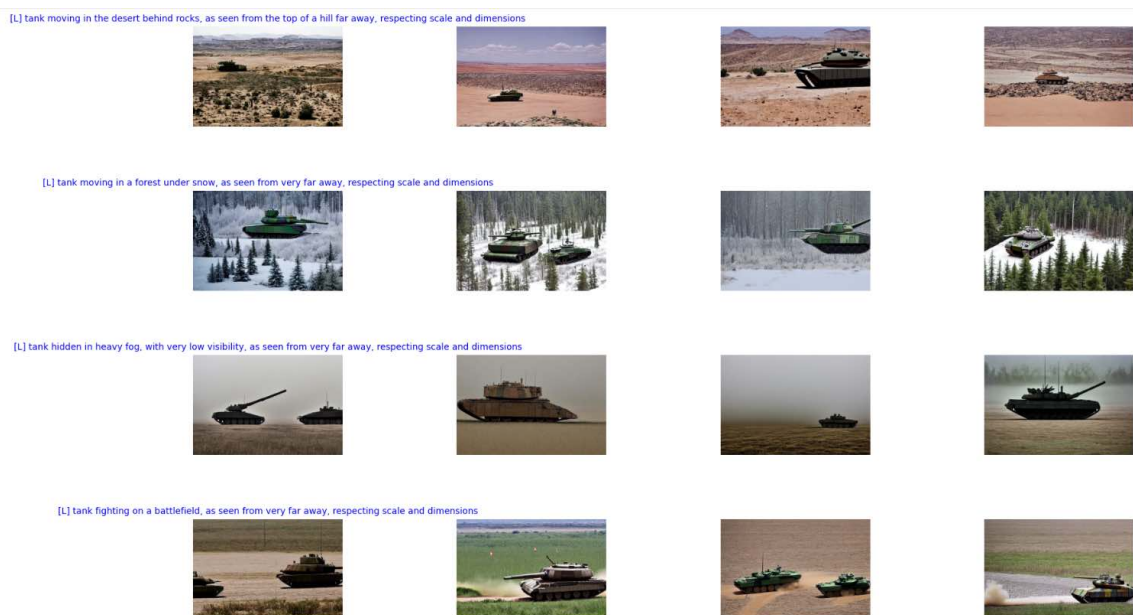 [L] tank moving in the desert behind rocks, as seen from the top of a hill far away, respecting scale and dimensions
[L] tank moving in a forest under snow, as seen from very far away, respecting scale and dimensions
[L] tank hidden in heavy fog, with very low visibility, as seen from very far away, respecting scale and dimensions
[L] tank fighting on a battlefield, as seen from very far away, respecting scale and dimensions